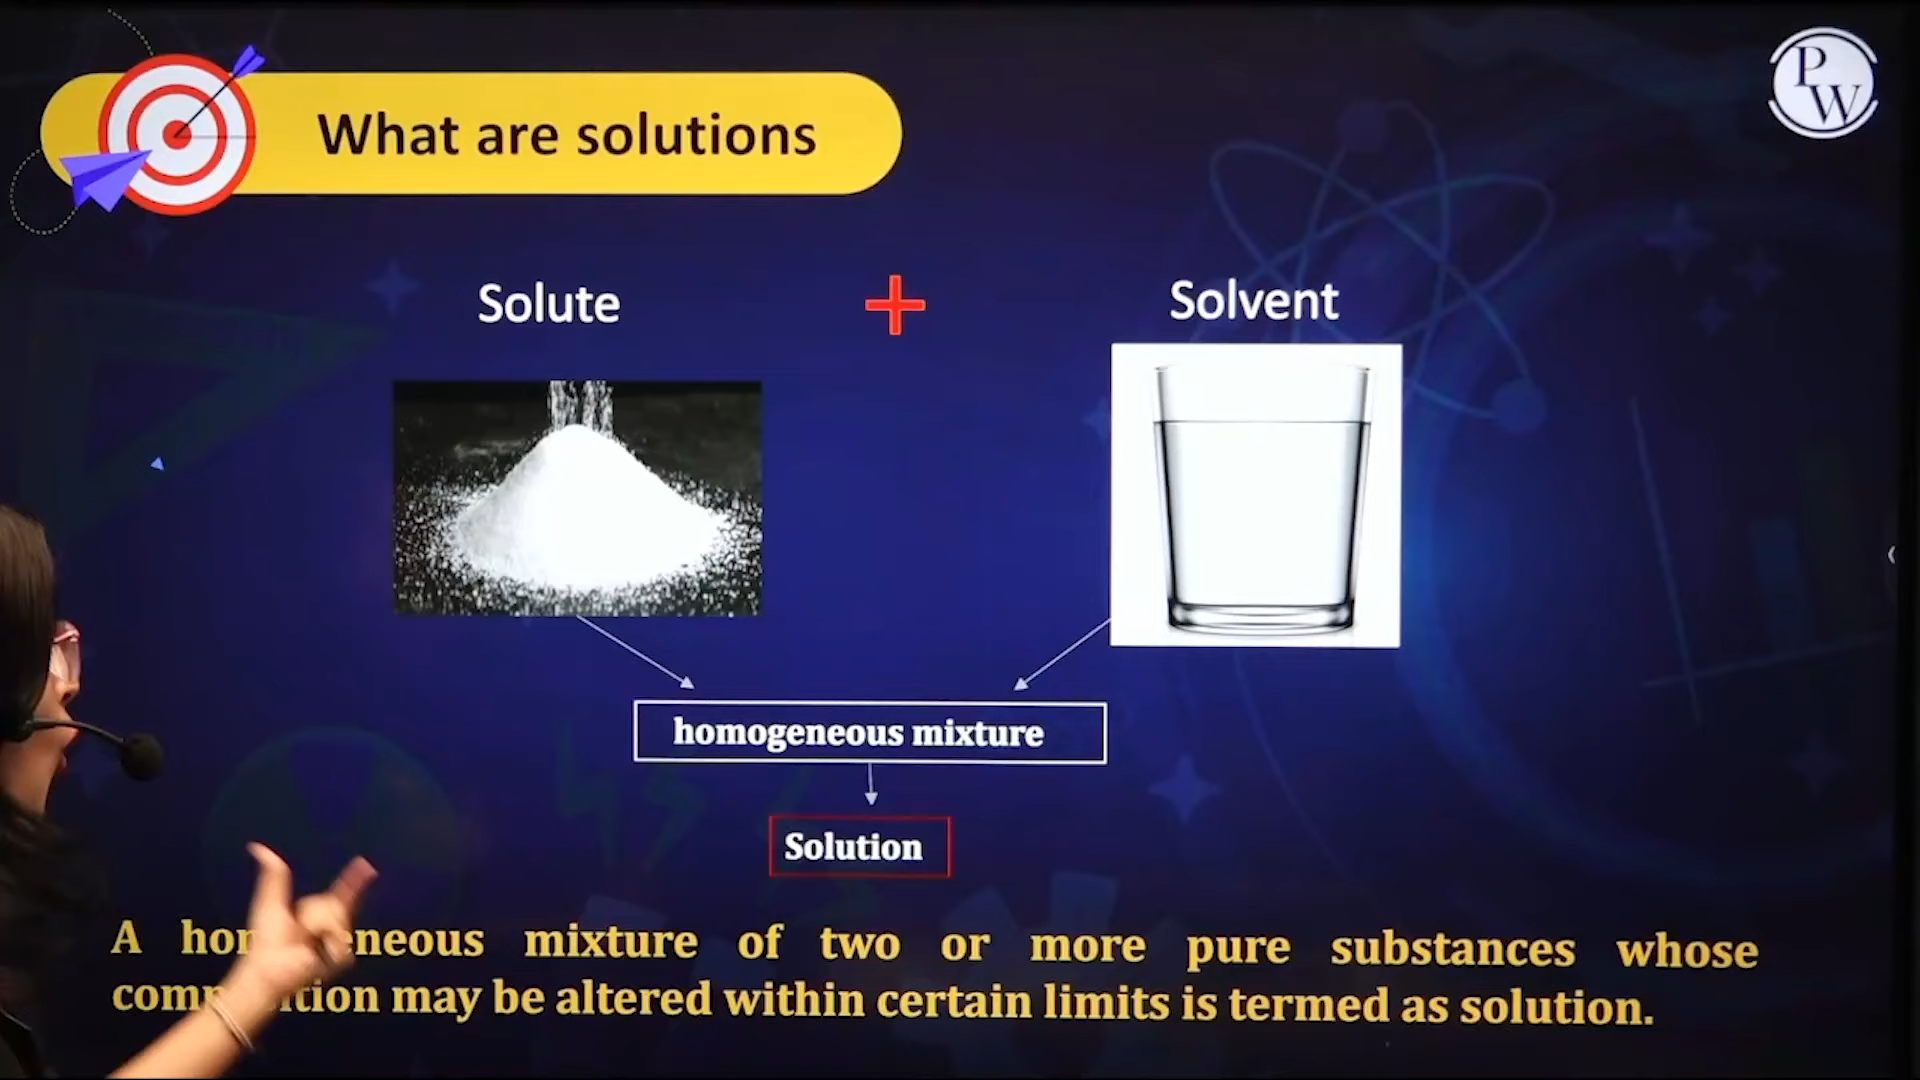 What are solutions
PW
Solute + Solvent
homogeneous mixture
Solution
A mixture of two or more pure substances whose
may be altered within certain limits is termed as solution.